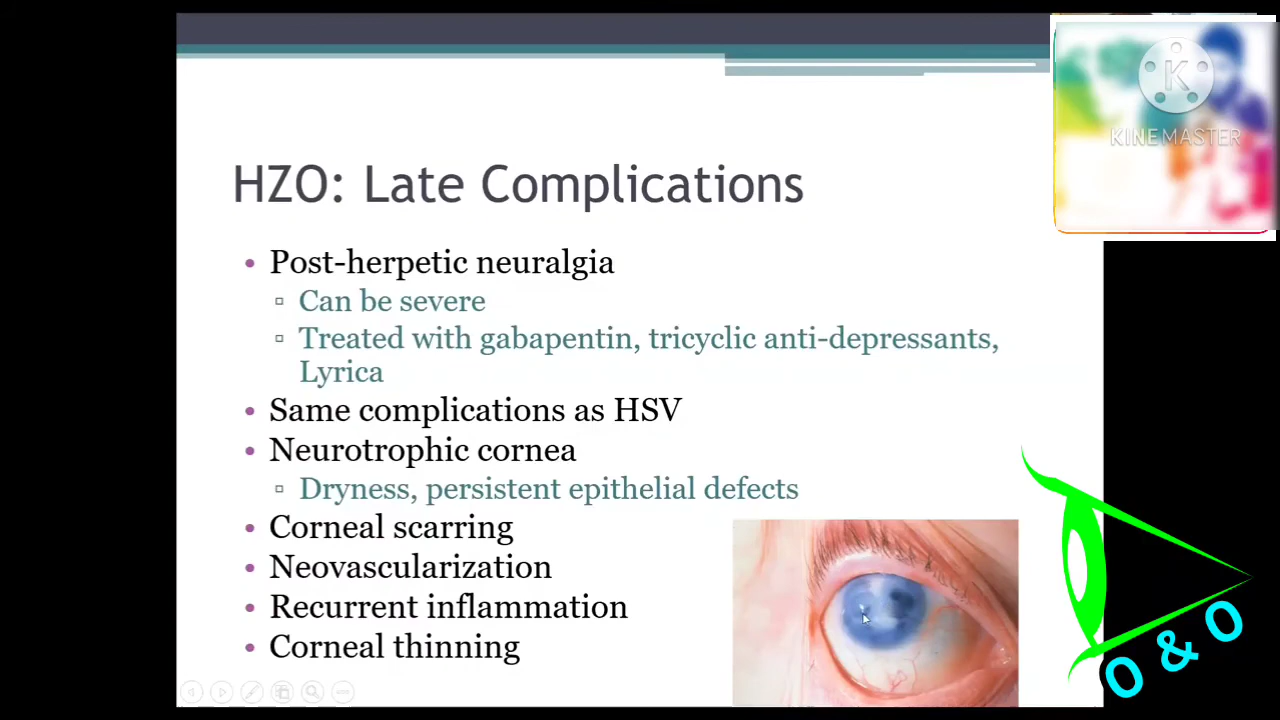 K
KINEMASTER
HZO: Late Complications
• Post-herpetic neuralgia
▫ Can be severe
▫ Treated with gabapentin, tricyclic anti-depressants,
Lyrica
• Same complications as HSV
• Neurotrophic cornea
▫ Dryness, persistent epithelial defects
• Corneal scarring
• Neovascularization
• Recurrent inflammation
• Corneal thinning
O & O